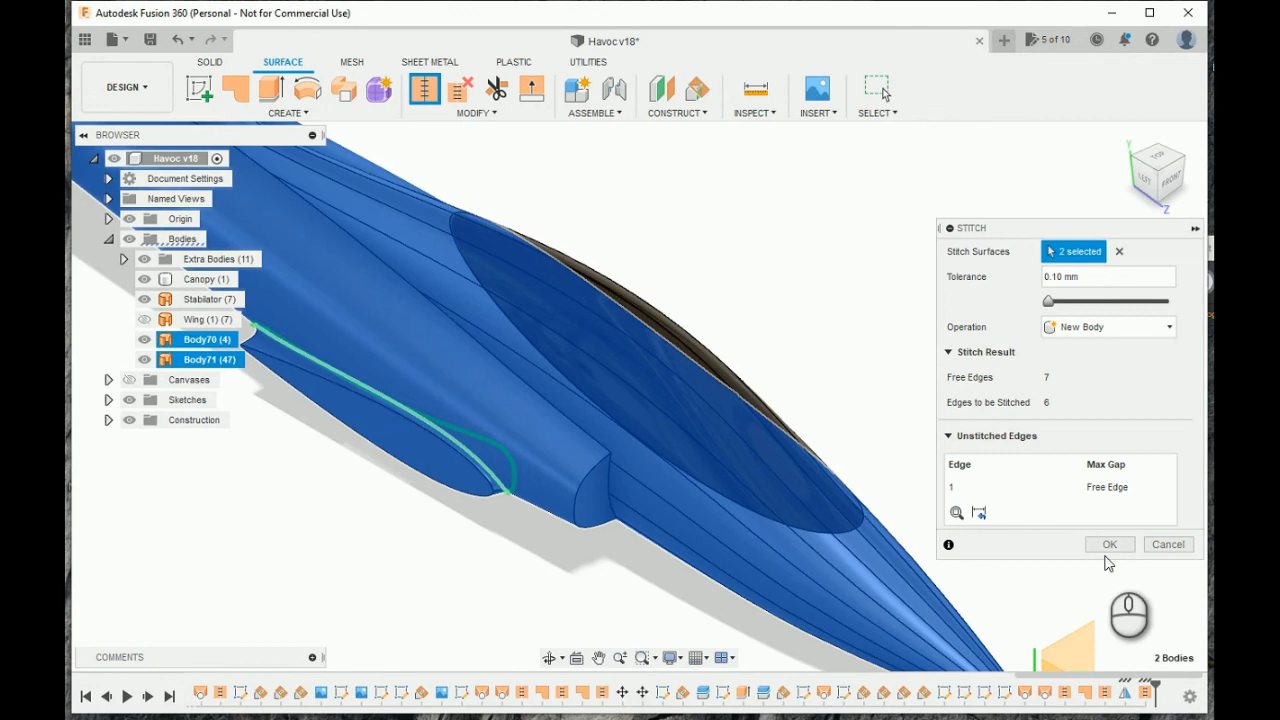 Autodesk Fusion 360 (Personal - Not for Commercial Use)
Havoc v18*
5 of 10
DESIGN
SOLID
SURFACE
MESH
SHEET METAL
PLASTIC
UTILITIES
CREATE
MODIFY
ASSEMBLE
CONSTRUCT
INSPECT
INSERT
SELECT
BROWSER
Havoc v18
Document Settings
Named Views
Origin
Bodies
Extra Bodies (11)
Canopy (1)
Stabilator (7)
Wing (1) (7)
Body70 (4)
Body71 (47)
Canvases
Sketches
Construction
Y
TOP
LEFT
FRONT
Z
STITCH
Stitch Surfaces
2 selected
Tolerance
0.10 mm
Operation
New Body
Stitch Result
Free Edges
7
Edges to be Stitched
6
Unstitched Edges
Edge
Max Gap
1
Free Edge
OK
Cancel
COMMENTS
2 Bodies